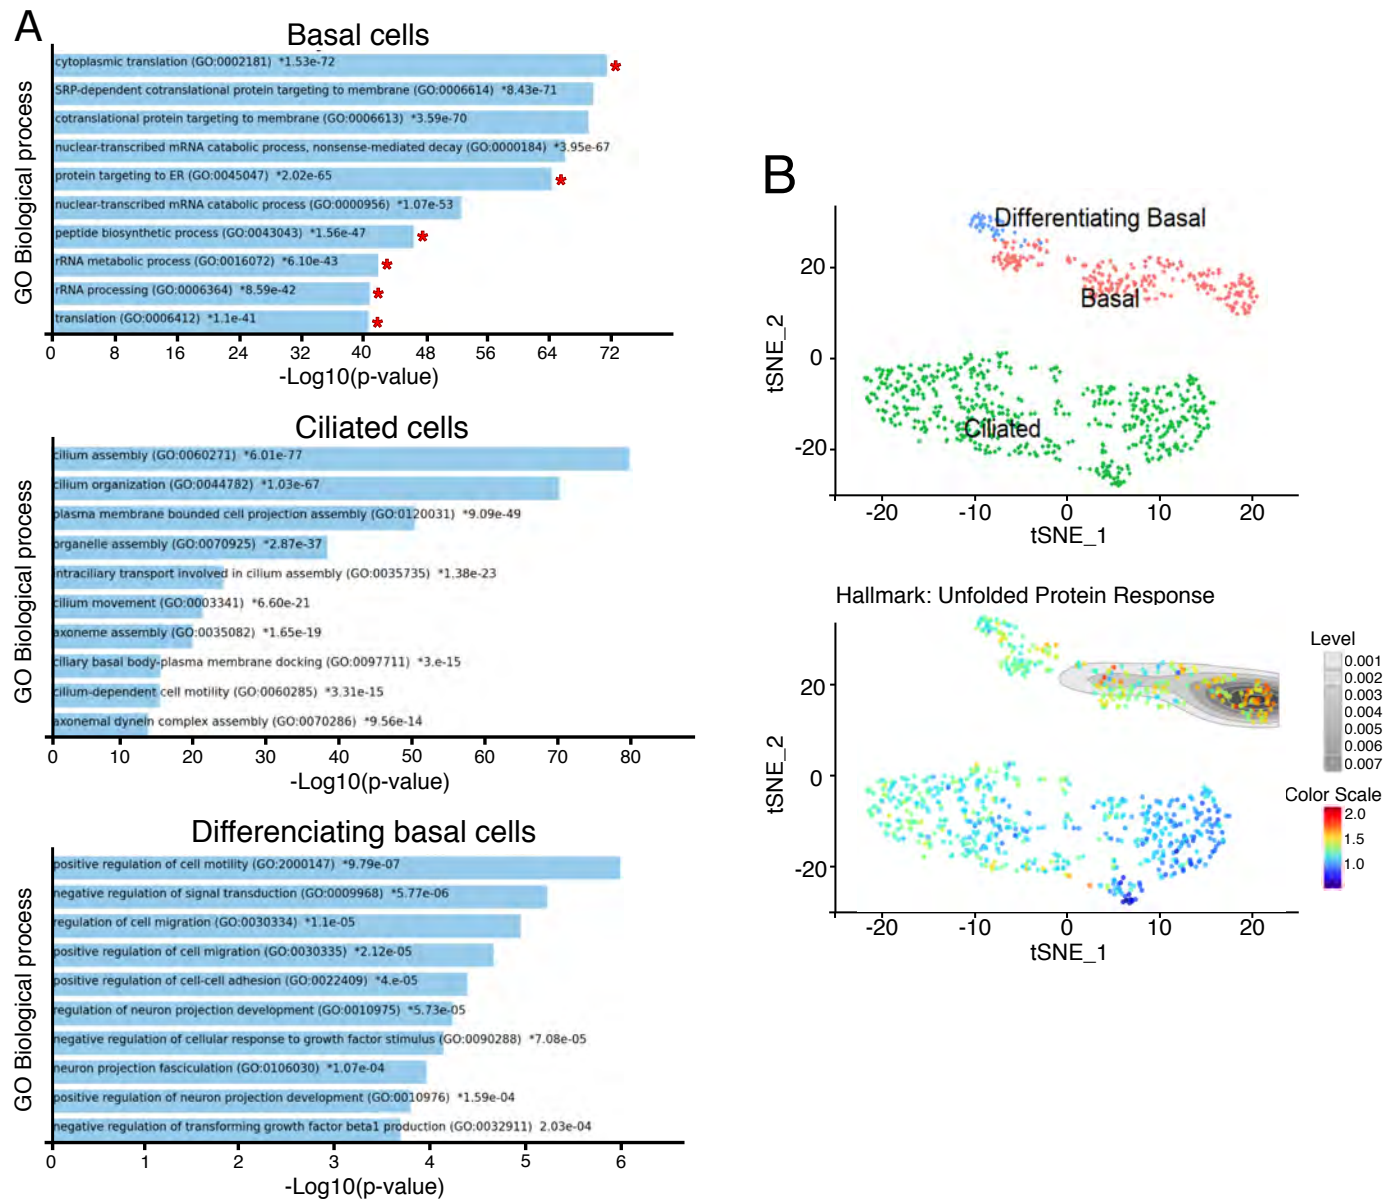 A
Basal cells
GO Biological process
cytoplasmic translation (GO:0002181) *1.53e-72 *
SRP-dependent cotranslational protein targeting to membrane (GO:0006614) *8.43e-71
cotranslational protein targeting to membrane (GO:0006613) *3.59e-70
nuclear-transcribed mRNA catabolic process, nonsense-mediated decay (GO:0000184) *3.95e-67
protein targeting to ER (GO:0045047) *2.02e-65 *
nuclear-transcribed mRNA catabolic process (GO:0000956) *1.07e-53
peptide biosynthetic process (GO:0043043) *1.56e-47 *
rRNA metabolic process (GO:0016072) *6.10e-43 *
rRNA processing (GO:0006364) *8.59e-42 *
translation (GO:0006412) *1.1e-41 *
0 8 16 24 32 40 48 56 64 72
-Log10(p-value)
Ciliated cells
GO Biological process
cilium assembly (GO:0060271) *6.01e-77
cilium organization (GO:0044782) *1.03e-67
plasma membrane bounded cell projection assembly (GO:0120031) *9.09e-49
organelle assembly (GO:0070925) *2.87e-37
intraciliary transport involved in cilium assembly (GO:0035735) *1.38e-23
cilium movement (GO:0003341) *6.60e-21
axoneme assembly (GO:0035082) *1.65e-19
ciliary basal body-plasma membrane docking (GO:0097711) *3.e-15
cilium-dependent cell motility (GO:0060285) *3.31e-15
axonemal dynein complex assembly (GO:0070286) *9.56e-14
0 10 20 30 40 50 60 70 80
-Log10(p-value)
Differenciating basal cells
GO Biological process
positive regulation of cell motility (GO:2000147) *9.79e-07
negative regulation of signal transduction (GO:0009968) *5.77e-06
regulation of cell migration (GO:0030334) *1.1e-05
positive regulation of cell migration (GO:0030335) *2.12e-05
positive regulation of cell-cell adhesion (GO:0022409) *4.e-05
regulation of neuron projection development (GO:0010975) *5.73e-05
negative regulation of cellular response to growth factor stimulus (GO:0090288) *7.08e-05
neuron projection fasciculation (GO:0106030) *1.07e-04
positive regulation of neuron projection development (GO:0010976) *1.59e-04
negative regulation of transforming growth factor beta1 production (GO:0032911) 2.03e-04
0 1 2 3 4 5 6
-Log10(p-value)
B
Differentiating Basal
Basal
Ciliated
tSNE_2
20
0
-20
-20 -10 0 10 20
tSNE_1
Hallmark: Unfolded Protein Response
tSNE_2
20
0
-20
-20 -10 0 10 20
tSNE_1
Level
0.001
0.002
0.003
0.004
0.005
0.006
0.007
Color Scale
2.0
1.5
1.0